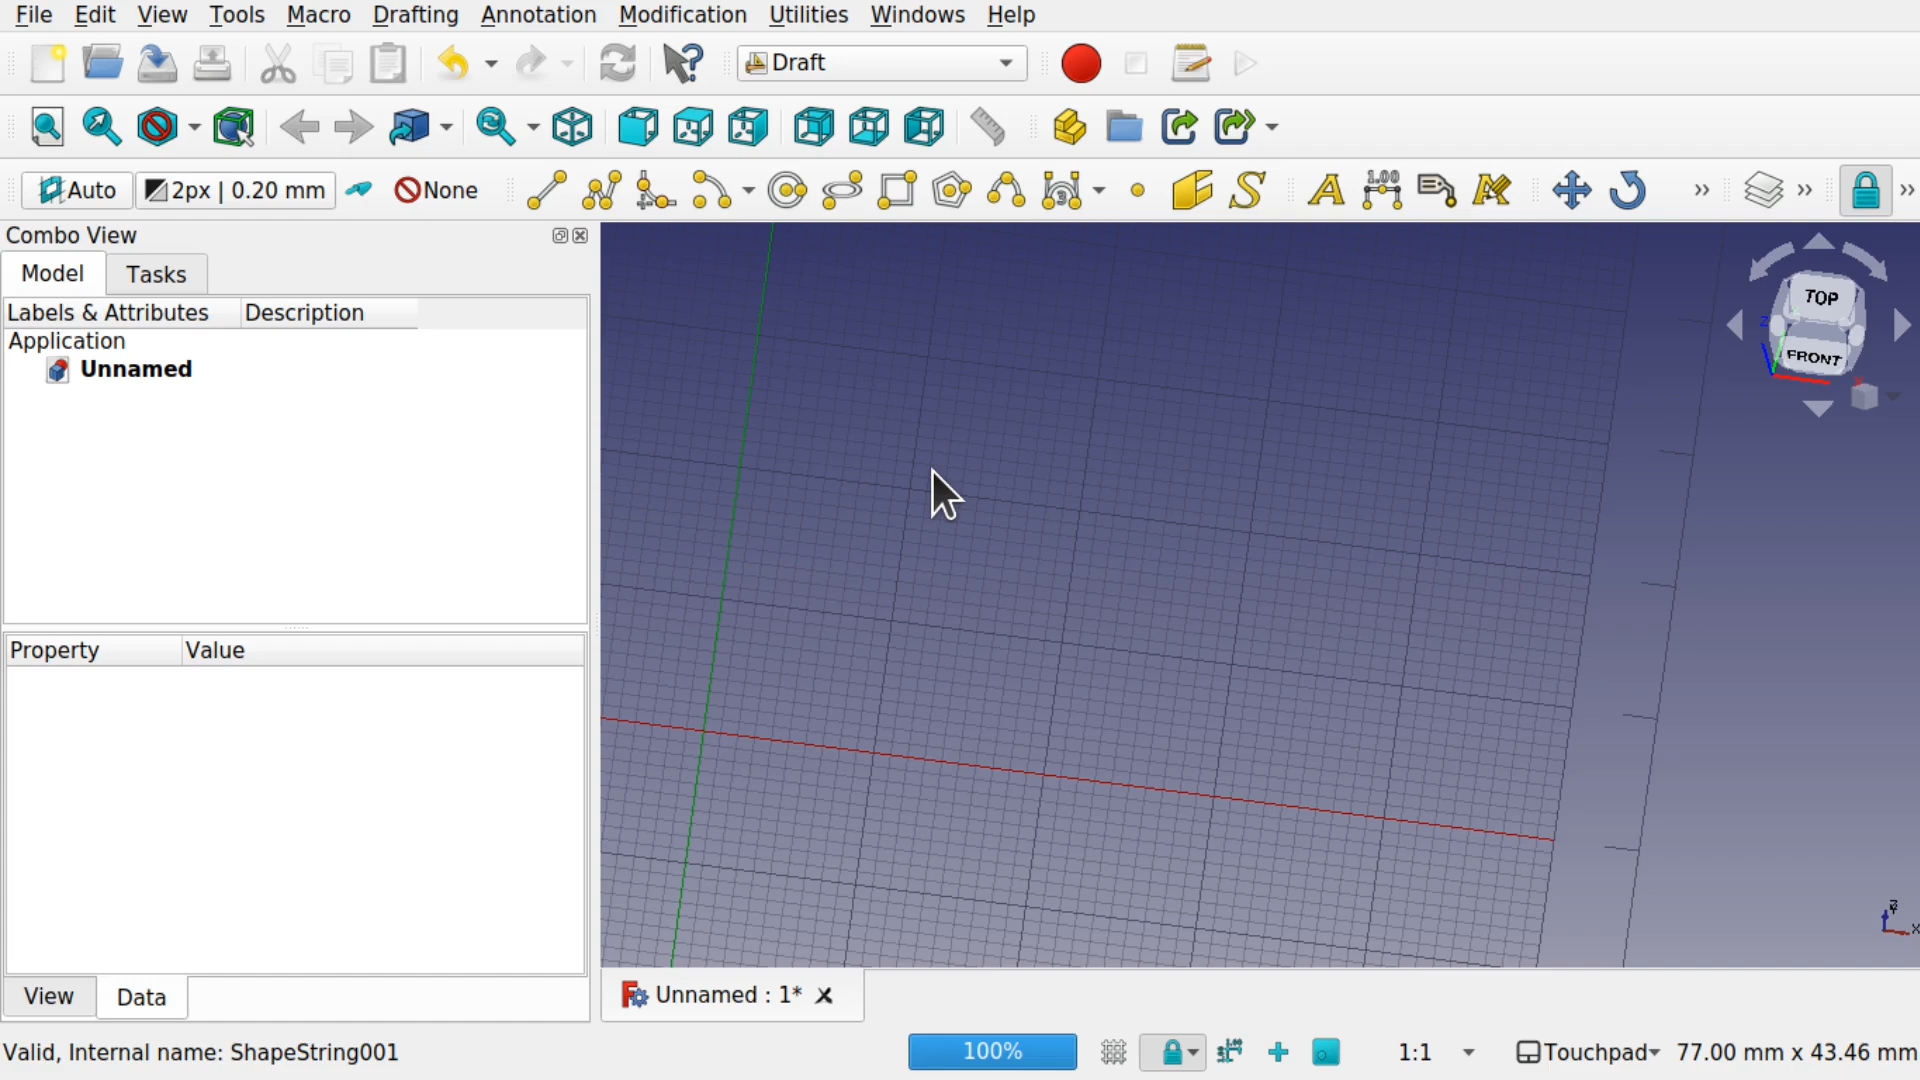 File Edit View Tools Macro Drafting Annotation Modification Utilities Windows Help
Draft
Auto 2px | 0.20 mm None 1.00
Combo View
Model Tasks
Labels & Attributes Description
Application
Unnamed
TOP
Z
FRONT
Property Value
View Data
Z
X
Unnamed : 1*
Valid, Internal name: ShapeString001 100% 1:1 Touchpad 77.00 mm x 43.46 mm